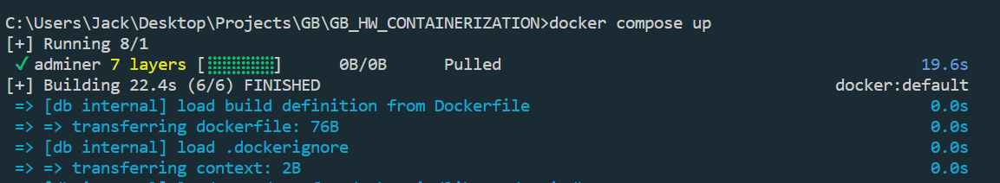 C:\Users\Jack\Desktop\Projects\GB\GB_HW_CONTAINERIZATION>docker compose up
[+] Running 8/1
✓ adminer 7 layers [⣿⣿⣿⣿⣿⣿⣿] 0B/0B Pulled 19.6s
[+] Building 22.4s (6/6) FINISHED docker:default
=> [db internal] load build definition from Dockerfile 0.0s
=> => transferring dockerfile: 76B 0.0s
=> [db internal] load .dockerignore 0.0s
=> => transferring context: 2B 0.0s